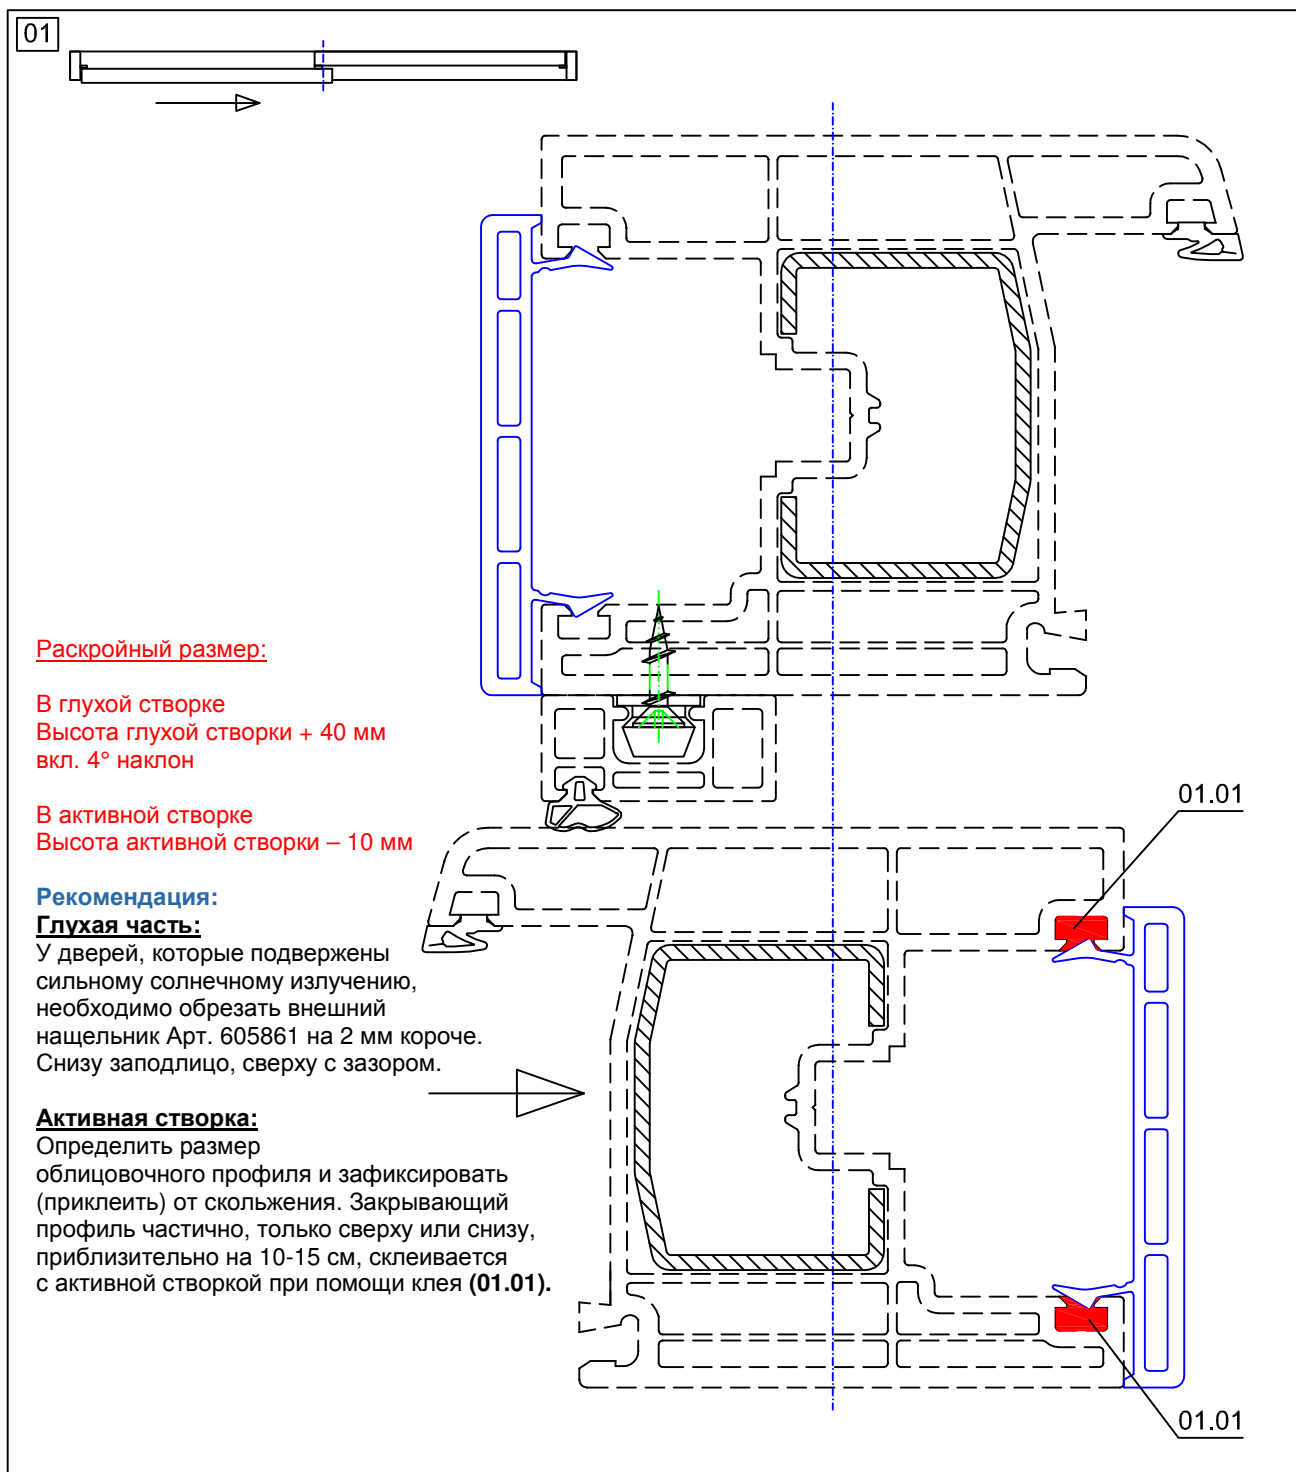 01
Раскройный размер:
В глухой створке
Высота глухой створки + 40 мм
вкл. 4° наклон
В активной створке
Высота активной створки – 10 мм
Рекомендация:
Глухая часть:
У дверей, которые подвержены
сильному солнечному излучению,
необходимо обрезать внешний
нащельник Арт. 605861 на 2 мм короче.
Снизу заподлицо, сверху с зазором.
Активная створка:
Определить размер
облицовочного профиля и зафиксировать
(приклеить) от скольжения. Закрывающий
профиль частично, только сверху или снизу,
приблизительно на 10-15 см, склеивается
с активной створкой при помощи клея (01.01).
01.01
01.01